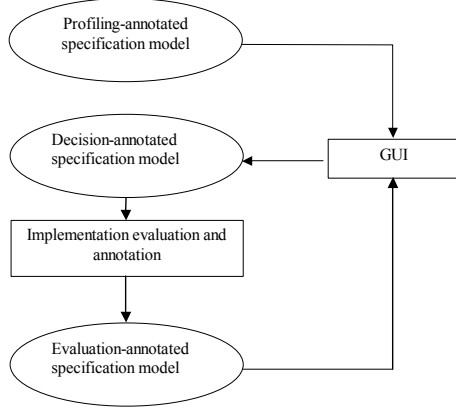 Profiling-annotated
specification model
Decision-annotated
specification model
GUI
Implementation evaluation and
annotation
Evaluation-annotated
specification model